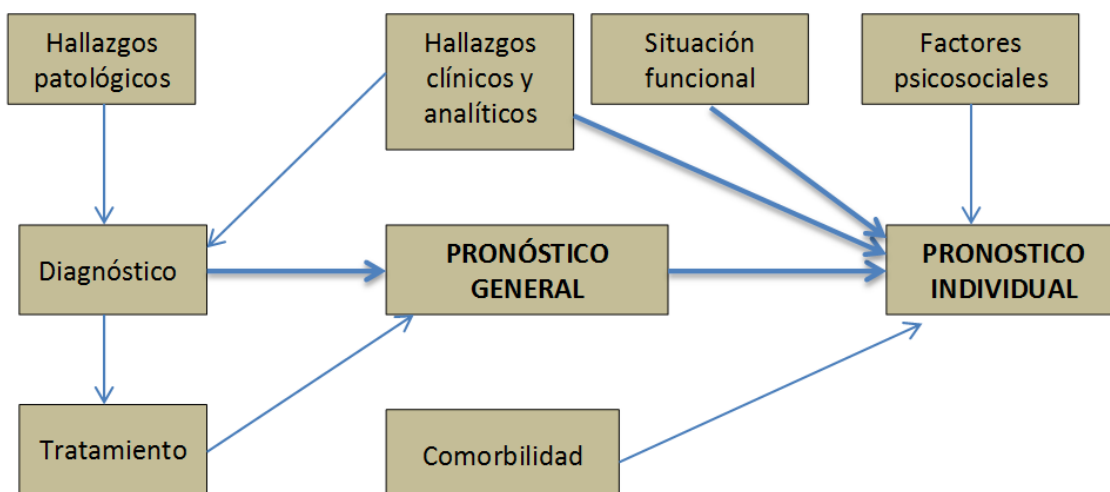 Hallazgos
patológicos
Hallazgos
clínicos y
analíticos
Situación
funcional
Factores
psicosociales
Diagnóstico
PRONÓSTICO
GENERAL
PRONOSTICO
INDIVIDUAL
Tratamiento
Comorbilidad